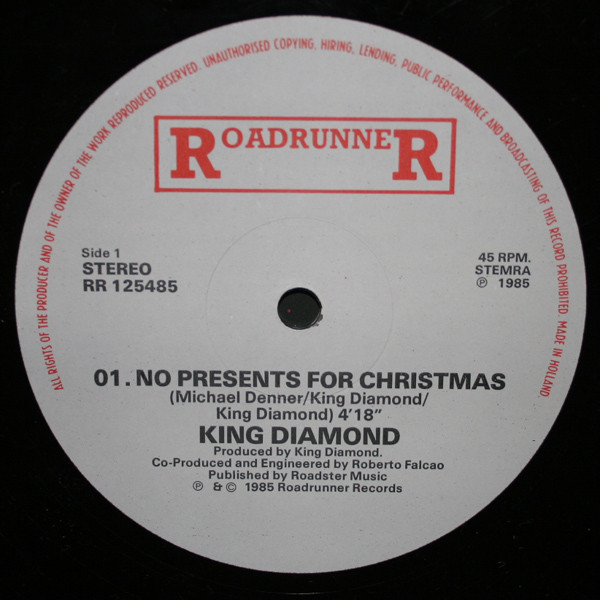 ALL RIGHTS OF THE PRODUCER AND OF THE OWNER OF THE WORK REPRODUCED RESERVED. UNAUTHORISED COPYING, HIRING, LENDING, PUBLIC PERFORMANCE AND BROADCASTING OF THIS RECORD PROHIBITED. MADE IN HOLLAND.
ROADRUNNER
Side 1
STEREO
RR 125485
45 RPM.
STEMRA
℗ 1985
01. NO PRESENTS FOR CHRISTMAS
(Michael Denner/King Diamond/
King Diamond) 4'18"
KING DIAMOND
Produced by King Diamond.
Co-Produced and Engineered by Roberto Falcao
Published by Roadster Music
℗ & © 1985 Roadrunner Records